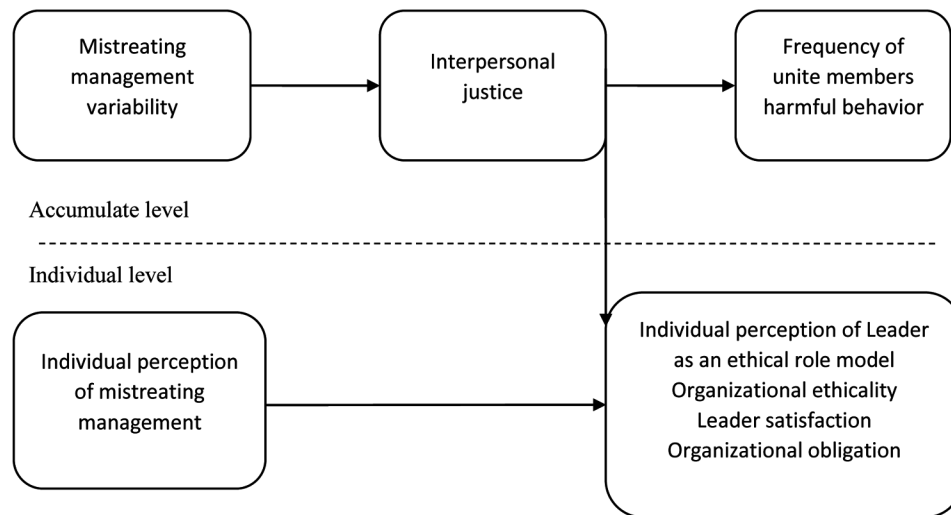 Mistreating
management
variability
Interpersonal
justice
Frequency of
unite members
harmful behavior
Accumulate level
Individual level
Individual perception
of mistreating
management
Individual perception of Leader
as an ethical role model
Organizational ethicality
Leader satisfaction
Organizational obligation